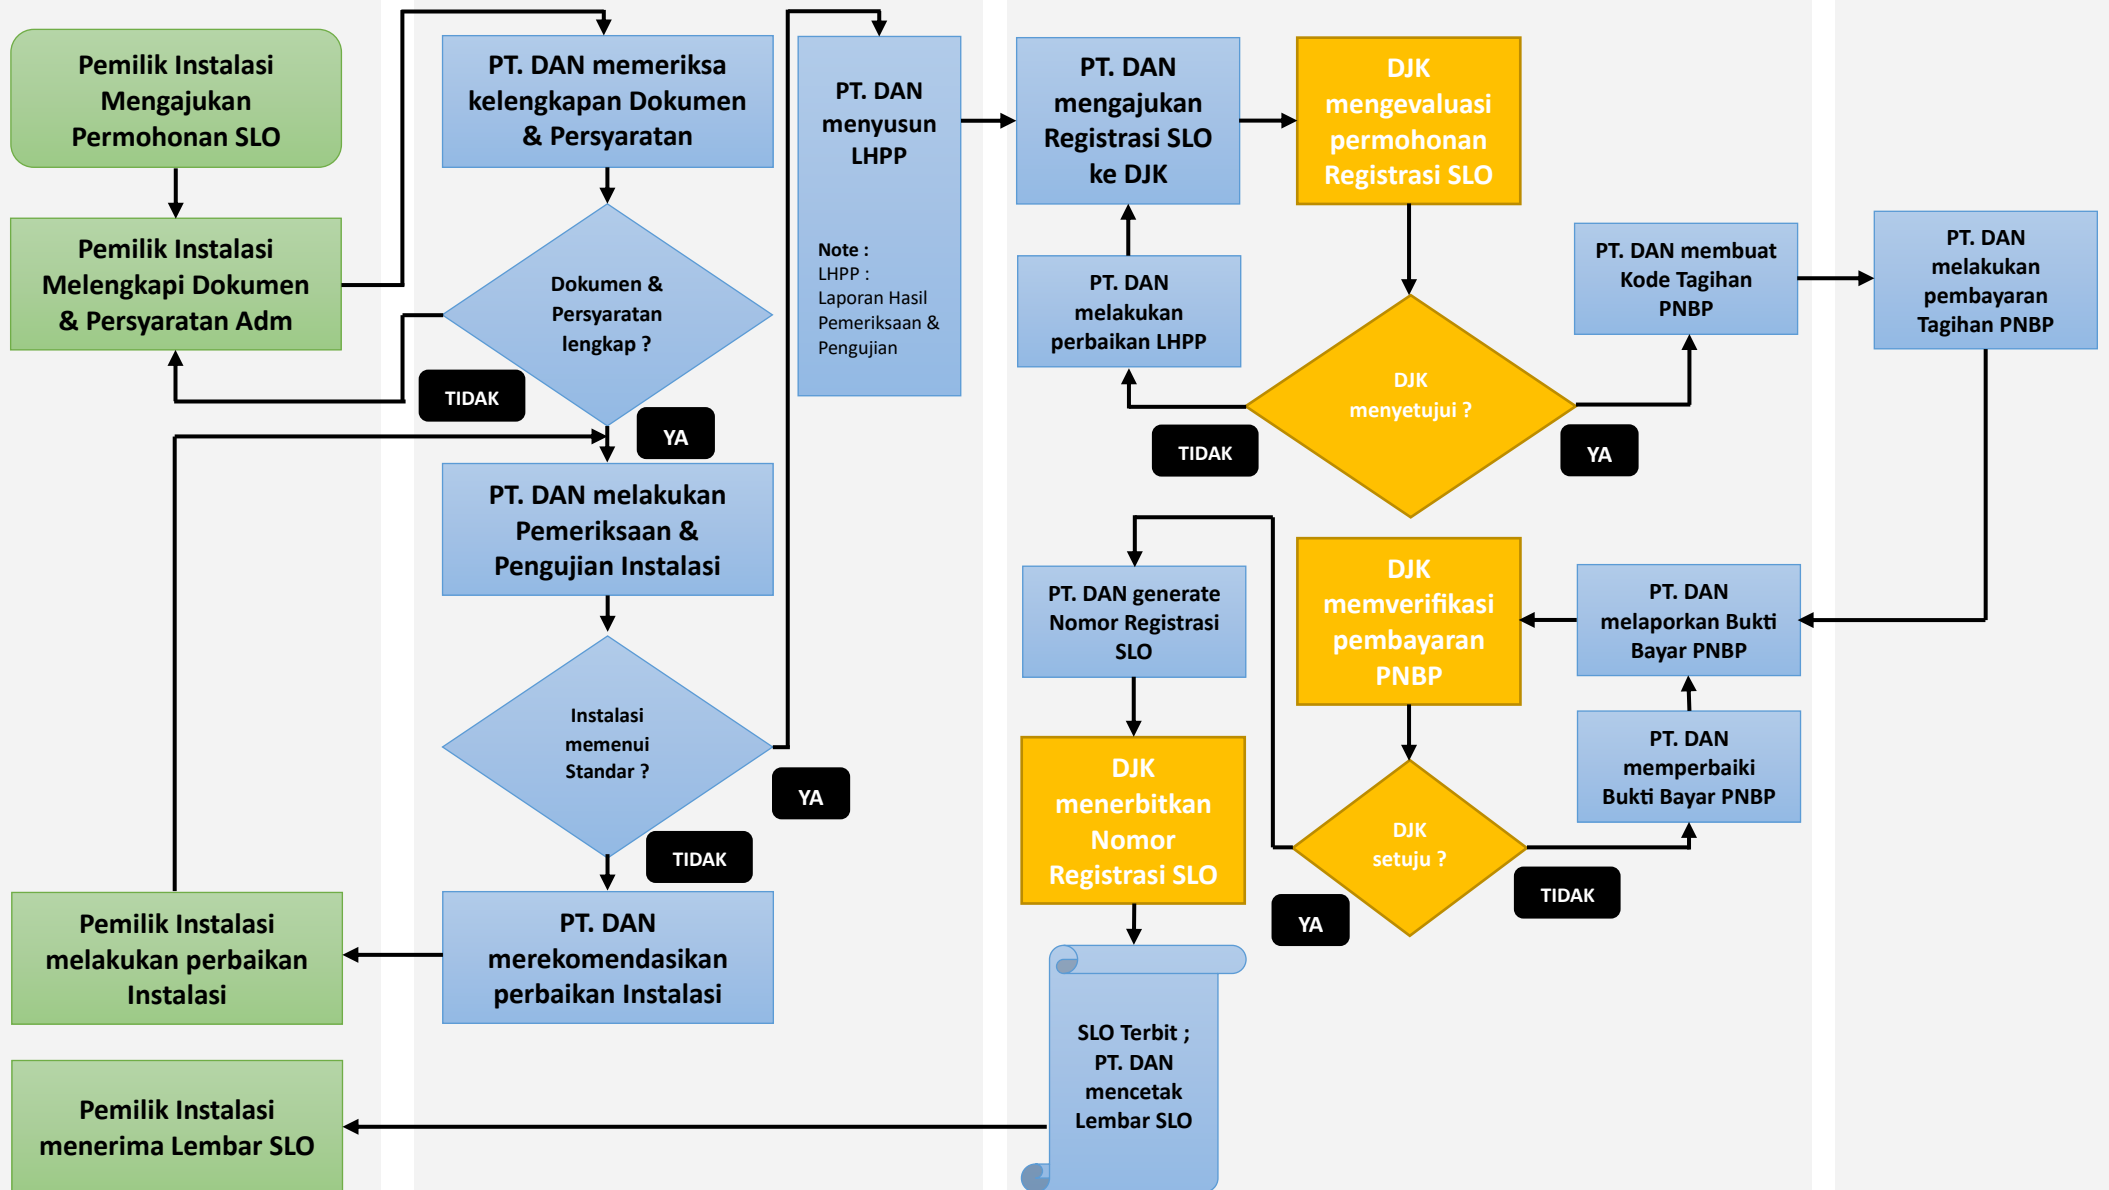 Pemilik Instalasi
Mengajukan
Permohonan SLO
Pemilik Instalasi
Melengkapi Dokumen
& Persyaratan Adm
PT. DAN memeriksa
kelengkapan Dokumen
& Persyaratan
Dokumen &
Persyaratan
lengkap ?
TIDAK
YA
PT. DAN melakukan
Pemeriksaan &
Pengujian Instalasi
Instalasi
memenui
Standar ?
YA
TIDAK
PT. DAN
merekomendasikan
perbaikan Instalasi
Pemilik Instalasi
melakukan perbaikan
Instalasi
PT. DAN
menyusun
LHPP
Note :
LHPP :
Laporan Hasil
Pemeriksaan &
Pengujian
PT. DAN
mengajukan
Registrasi SLO
ke DJK
DJK
mengevaluasi
permohonan
Registrasi SLO
PT. DAN
melakukan
perbaikan LHPP
DJK
menyetujui ?
TIDAK
YA
PT. DAN membuat
Kode Tagihan
PNBP
PT. DAN
melakukan
pembayaran
Tagihan PNBP
PT. DAN
melaporkan Bukti
Bayar PNBP
DJK
memverifikasi
pembayaran
PNBP
PT. DAN
memperbaiki
Bukti Bayar PNBP
DJK
setuju ?
TIDAK
YA
PT. DAN generate
Nomor Registrasi
SLO
DJK
menerbitkan
Nomor
Registrasi SLO
SLO Terbit ;
PT. DAN
mencetak
Lembar SLO
Pemilik Instalasi
menerima Lembar SLO